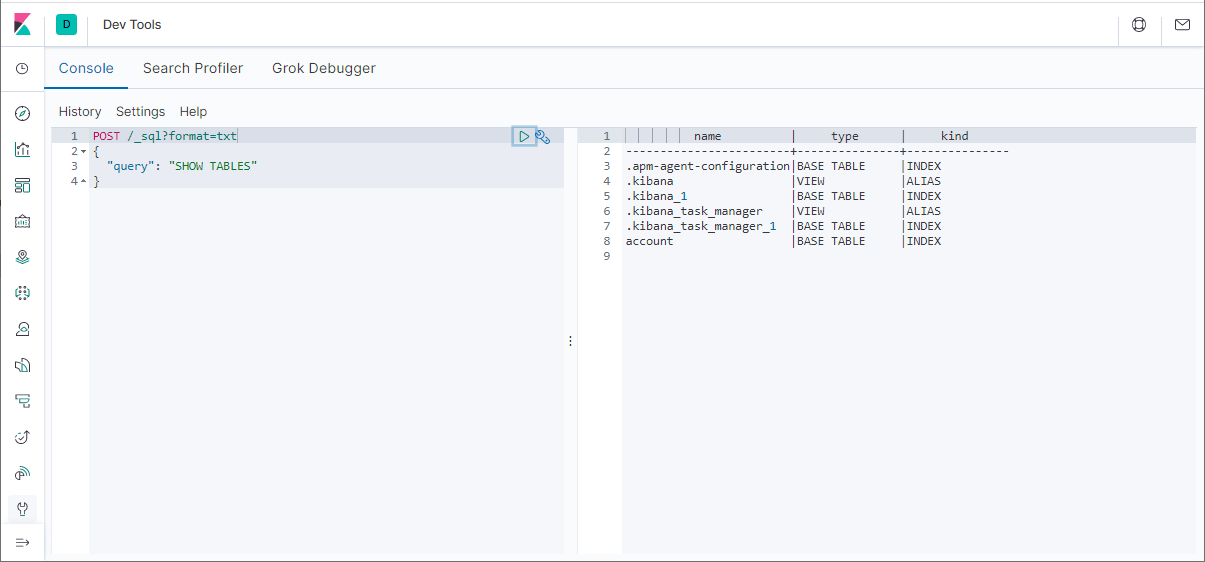 D Dev Tools
Console Search Profiler Grok Debugger
History Settings Help
1 POST /_sql?format=txt
2 {
3 "query": "SHOW TABLES"
4 }
1 name | type | kind
2 ------------------------+---------------+---------------
3 .apm-agent-configuration|BASE TABLE |INDEX
4 .kibana |VIEW |ALIAS
5 .kibana_1 |BASE TABLE |INDEX
6 .kibana_task_manager |VIEW |ALIAS
7 .kibana_task_manager_1 |BASE TABLE |INDEX
8 account |BASE TABLE |INDEX
9